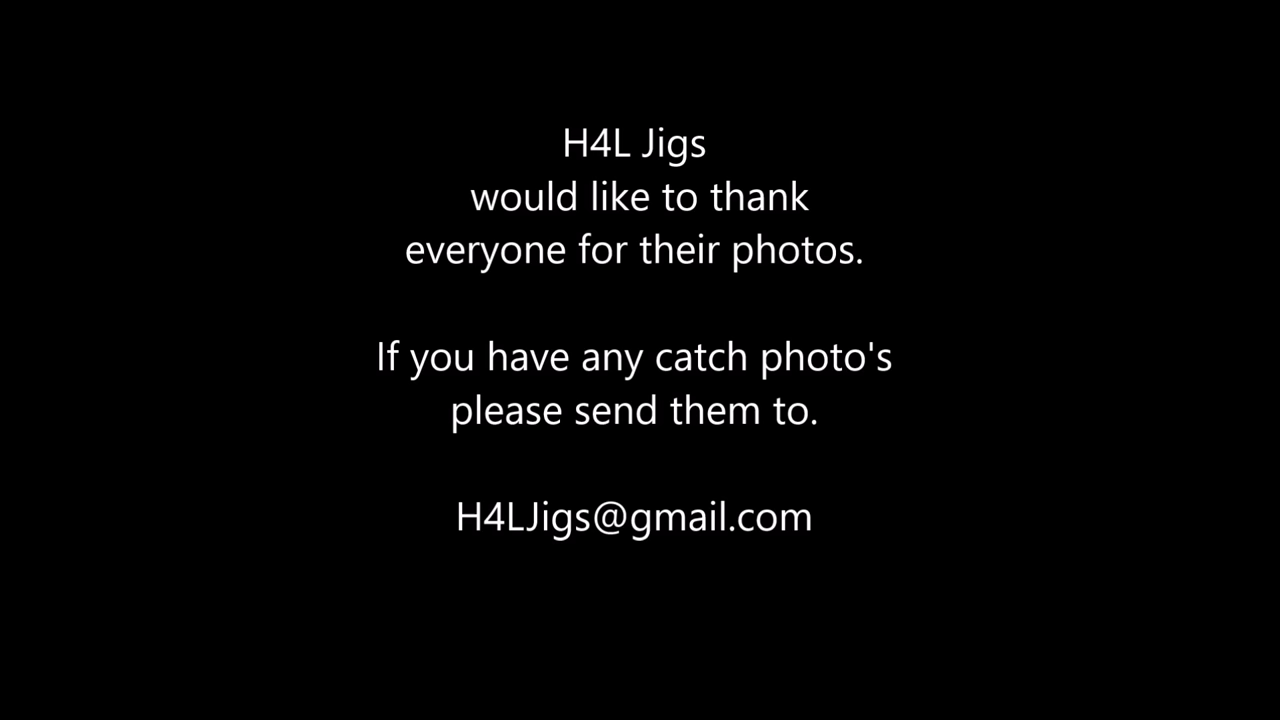 H4L Jigs
would like to thank
everyone for their photos.
If you have any catch photo's
please send them to.
H4LJigs@gmail.com